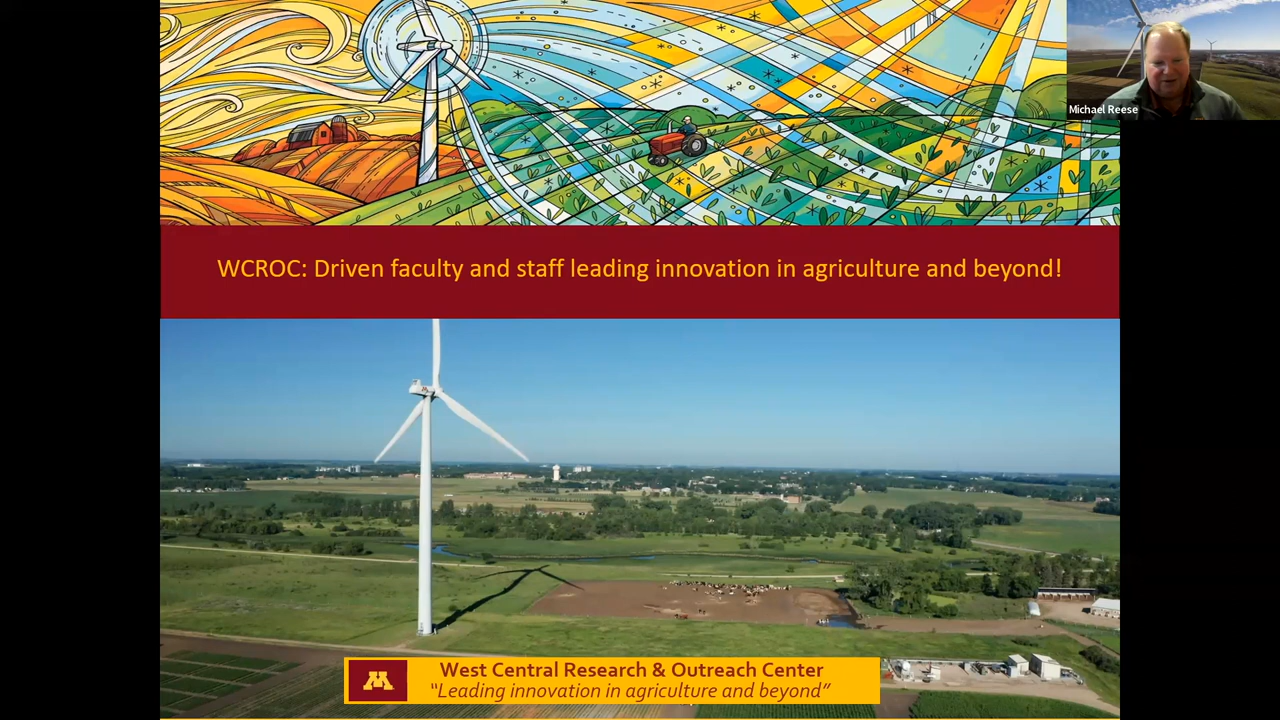 Michael Reese
WCROC: Driven faculty and staff leading innovation in agriculture and beyond!
M
West Central Research & Outreach Center
“Leading innovation in agriculture and beyond”